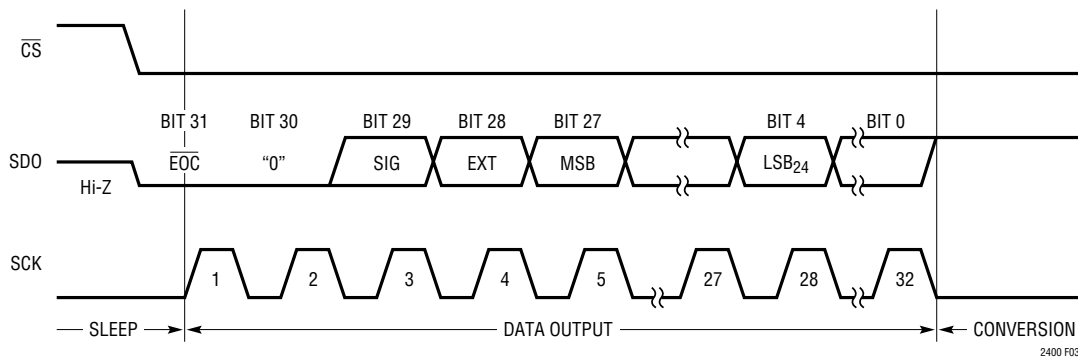 CS
BIT 31 BIT 30 BIT 29 BIT 28 BIT 27 BIT 4 BIT 0
SDO EOC “0” SIG EXT MSB LSB24
Hi-Z
SCK 1 2 3 4 5 27 28 32
SLEEP DATA OUTPUT CONVERSION
2400 F03